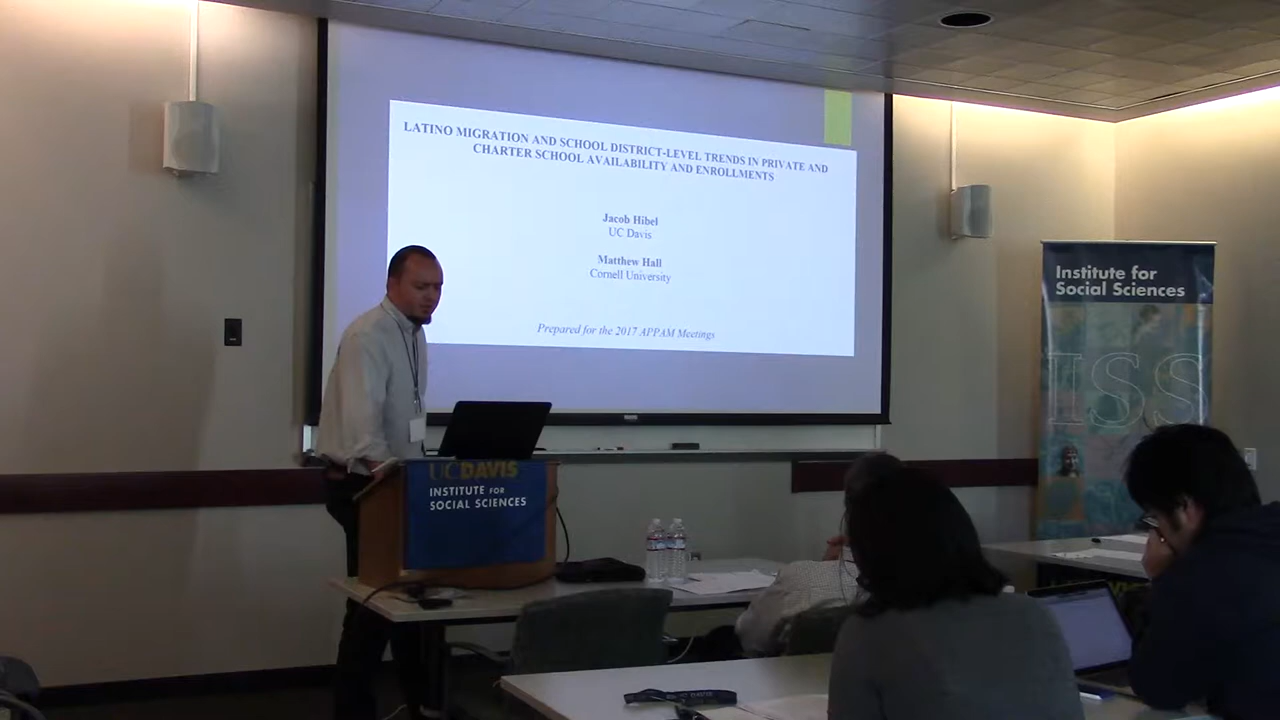 LATINO MIGRATION AND SCHOOL DISTRICT-LEVEL TRENDS IN PRIVATE AND
CHARTER SCHOOL AVAILABILITY AND ENROLLMENTS
Jacob Hibel
UC Davis
Matthew Hall
Cornell University
Prepared for the 2017 APPAM Meetings
Institute for
Social Sciences
ISS
UC DAVIS
INSTITUTE FOR
SOCIAL SCIENCES